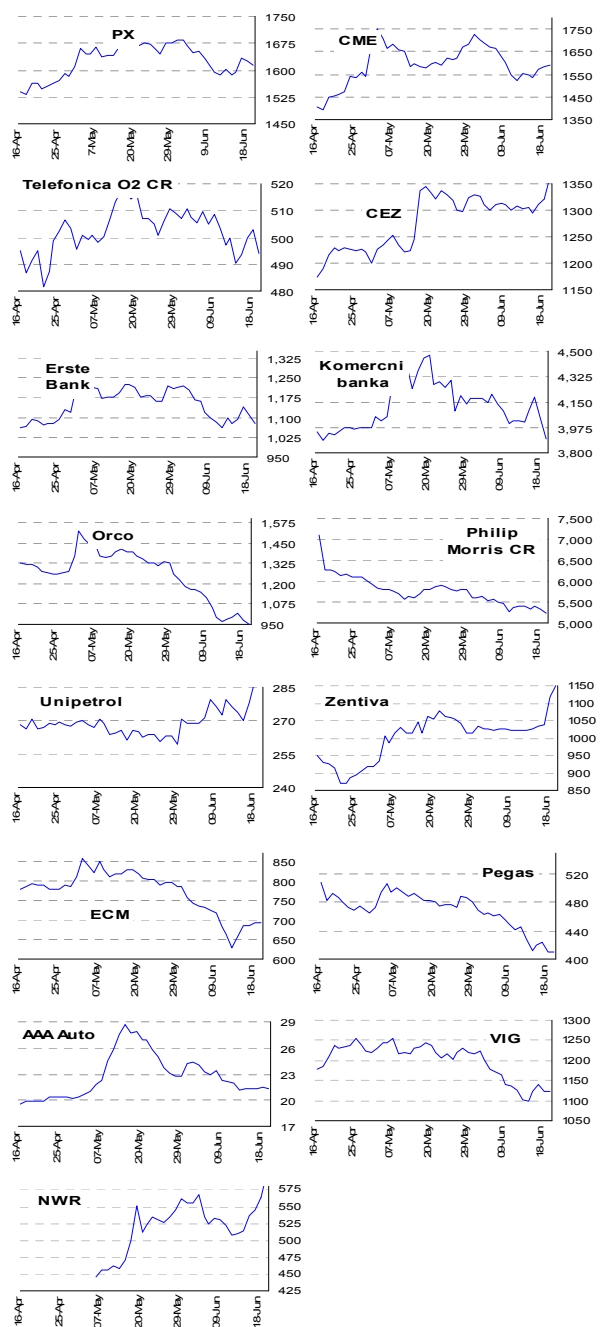 PX
1750
1675
1600
1525
1450
16-Apr
25-Apr
7-May
20-May
29-May
9-Jun
18-Jun
CME
1750
1650
1550
1450
1350
16-Apr
25-Apr
07-May
20-May
29-May
09-Jun
18-Jun
Telefonica O2 CR
520
510
500
490
480
16-Apr
25-Apr
07-May
20-May
29-May
09-Jun
18-Jun
CEZ
1350
1300
1250
1200
1150
16-Apr
25-Apr
07-May
20-May
29-May
09-Jun
18-Jun
Erste
Bank
1,325
1,250
1,175
1,100
1,025
950
16-Apr
25-Apr
07-May
20-May
29-May
09-Jun
18-Jun
Komercni
banka
4,500
4,325
4,150
3,975
3,800
16-Apr
25-Apr
07-May
20-May
29-May
09-Jun
18-Jun
Orco
1,575
1,450
1,325
1,200
1,075
950
16-Apr
25-Apr
07-May
20-May
29-May
09-Jun
18-Jun
Philip
Morris CR
7,500
7,000
6,500
6,000
5,500
5,000
16-Apr
25-Apr
07-May
20-May
29-May
09-Jun
18-Jun
Unipetrol
285
270
255
240
16-Apr
25-Apr
07-May
20-May
29-May
09-Jun
18-Jun
Zentiva
1150
1100
1050
1000
950
900
850
16-Apr
25-Apr
07-May
20-May
29-May
09-Jun
18-Jun
ECM
850
800
750
700
650
600
16-Apr
25-Apr
07-May
20-May
29-May
09-Jun
18-Jun
Pegas
520
480
440
400
16-Apr
25-Apr
07-May
20-May
29-May
09-Jun
18-Jun
AAA Auto
29
26
23
20
17
16-Apr
25-Apr
07-May
20-May
29-May
09-Jun
18-Jun
VIG
1300
1250
1200
1150
1100
1050
16-Apr
25-Apr
07-May
20-May
29-May
09-Jun
18-Jun
NWR
575
550
525
500
475
450
425
16-Apr
25-Apr
07-May
20-May
29-May
09-Jun
18-Jun